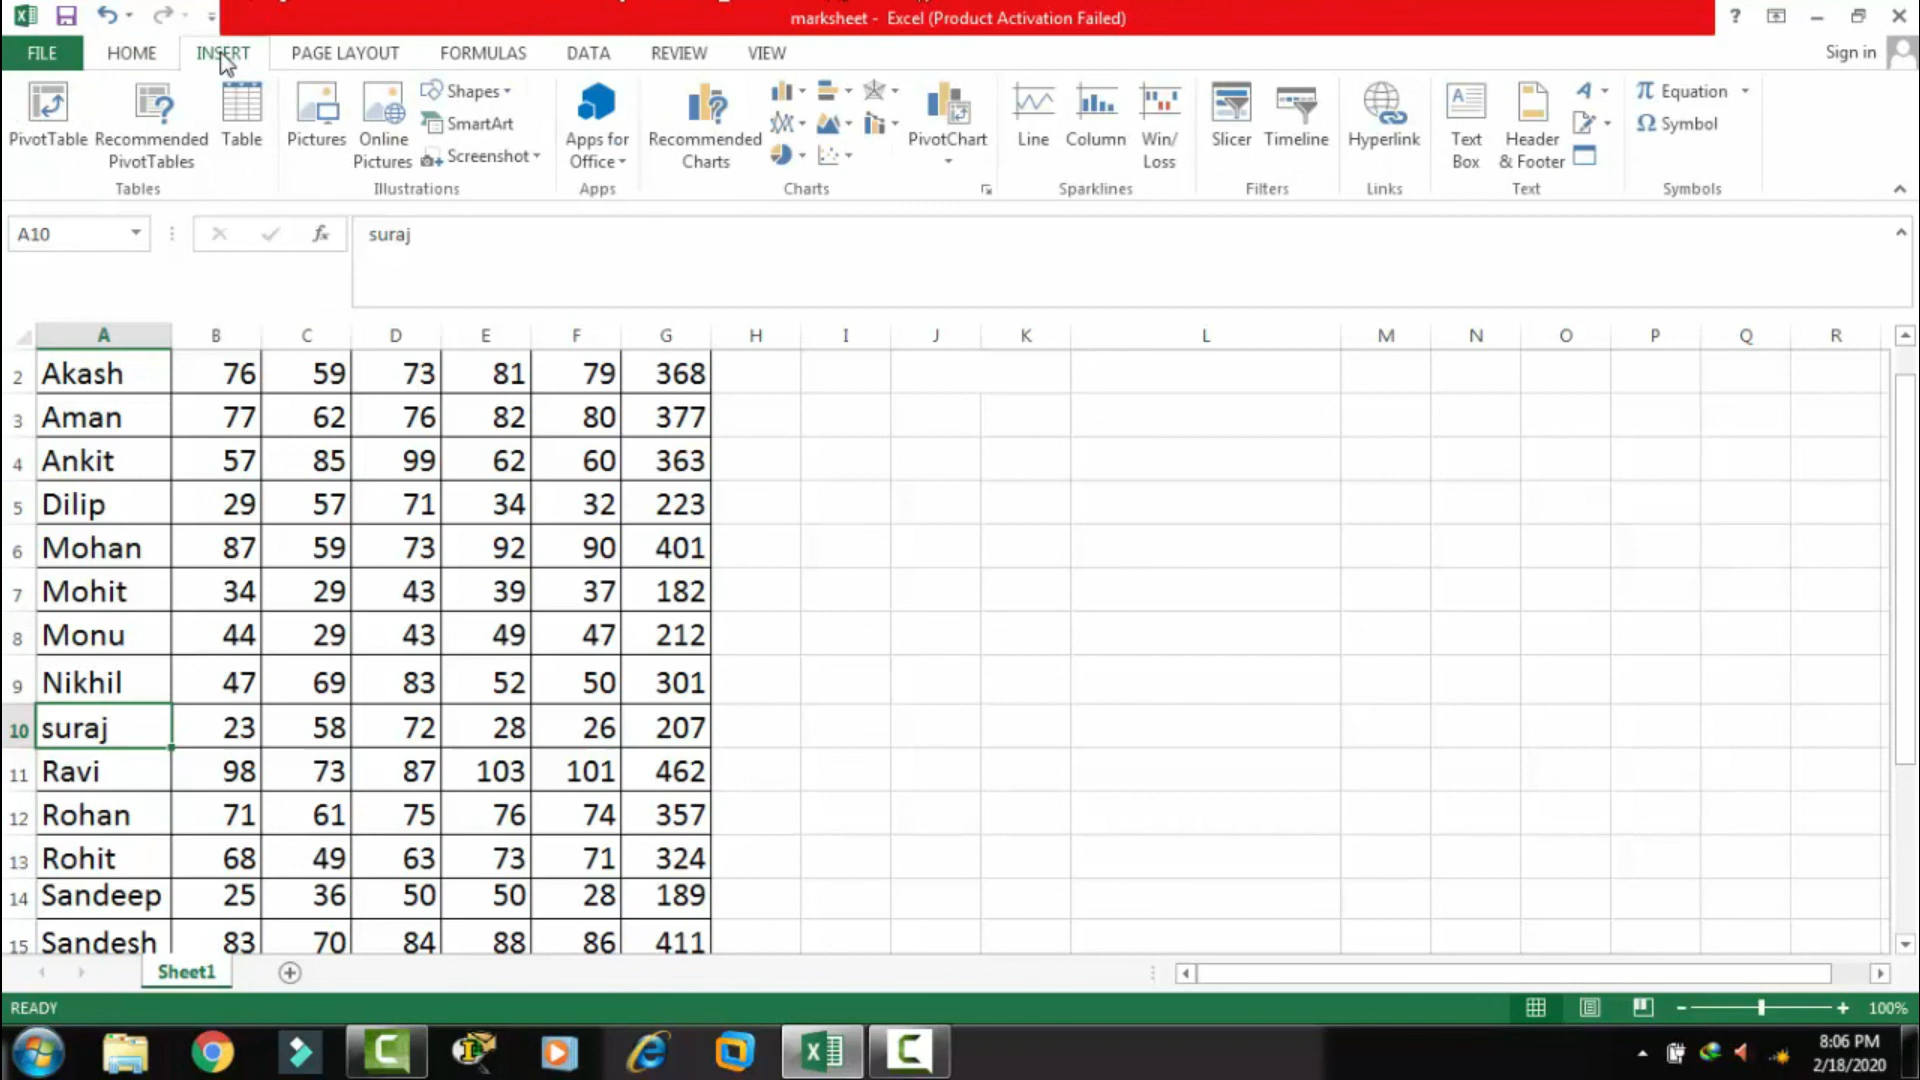 marksheet - Excel (Product Activation Failed)
?
FILE HOME INSERT PAGE LAYOUT FORMULAS DATA REVIEW VIEW Sign in
PivotTable Recommended PivotTables Table
Tables
Pictures Online Pictures Shapes SmartArt Screenshot
Illustrations
Apps for Office
Apps
Recommended Charts PivotChart
Charts
Line Column Win/ Loss
Sparklines
Slicer Timeline
Filters
Hyperlink
Links
Text Box Header & Footer
Text
π Equation
Ω Symbol
Symbols
A10 fx suraj
A B C D E F G H I J K L M N O P Q R
2 Akash 76 59 73 81 79 368
3 Aman 77 62 76 82 80 377
4 Ankit 57 85 99 62 60 363
5 Dilip 29 57 71 34 32 223
6 Mohan 87 59 73 92 90 401
7 Mohit 34 29 43 39 37 182
8 Monu 44 29 43 49 47 212
9 Nikhil 47 69 83 52 50 301
10 suraj 23 58 72 28 26 207
11 Ravi 98 73 87 103 101 462
12 Rohan 71 61 75 76 74 357
13 Rohit 68 49 63 73 71 324
14 Sandeep 25 36 50 50 28 189
15 Sandesh 83 70 84 88 86 411
Sheet1
READY 100%
8:06 PM
2/18/2020